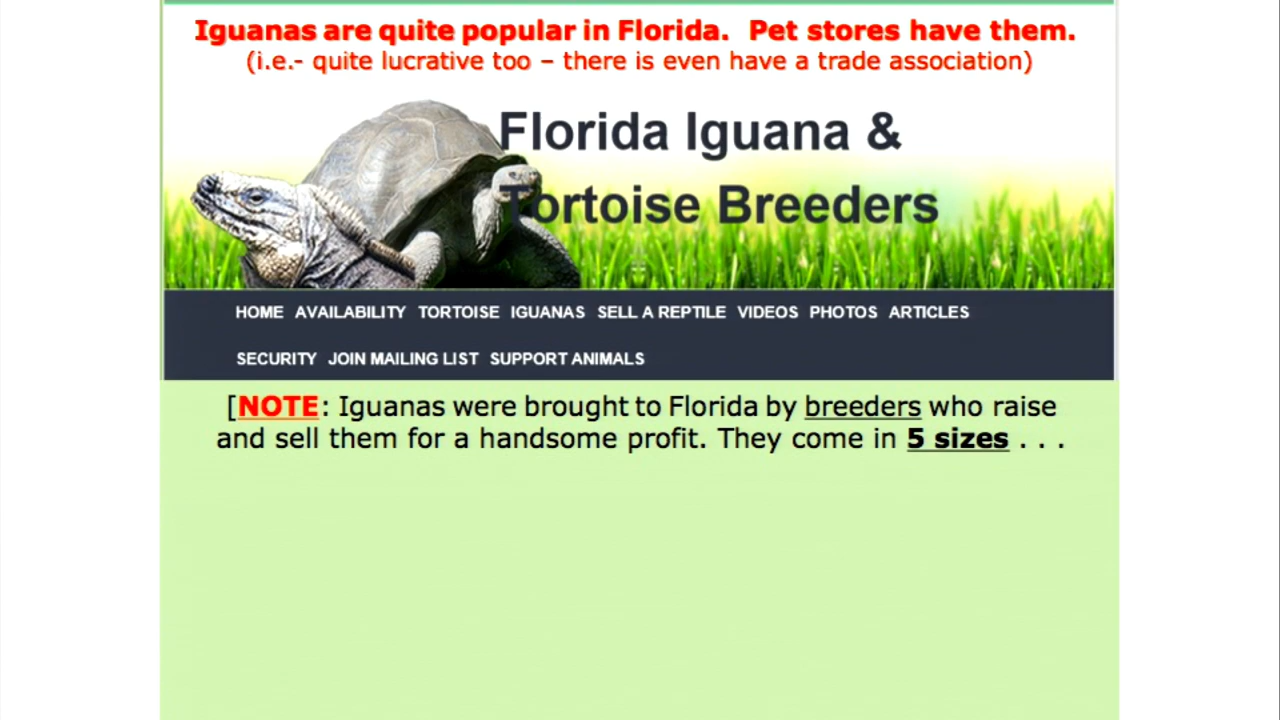 Iguanas are quite popular in Florida.  Pet stores have them.
(i.e.- quite lucrative too – there is even have a trade association)
Florida Iguana &
Tortoise Breeders
HOME AVAILABILITY TORTOISE IGUANAS SELL A REPTILE VIDEOS PHOTOS ARTICLES
SECURITY JOIN MAILING LIST SUPPORT ANIMALS
[NOTE: Iguanas were brought to Florida by breeders who raise
and sell them for a handsome profit.  They come in 5 sizes . . .